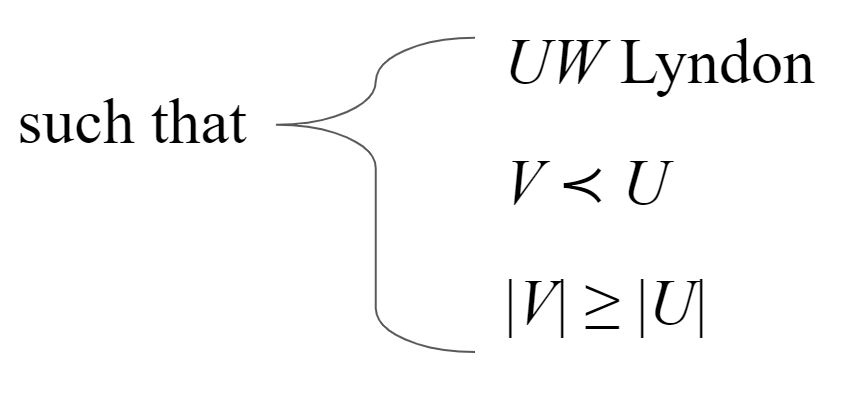 such that
UW Lyndon
V ≺ U
|V| ≥ |U|